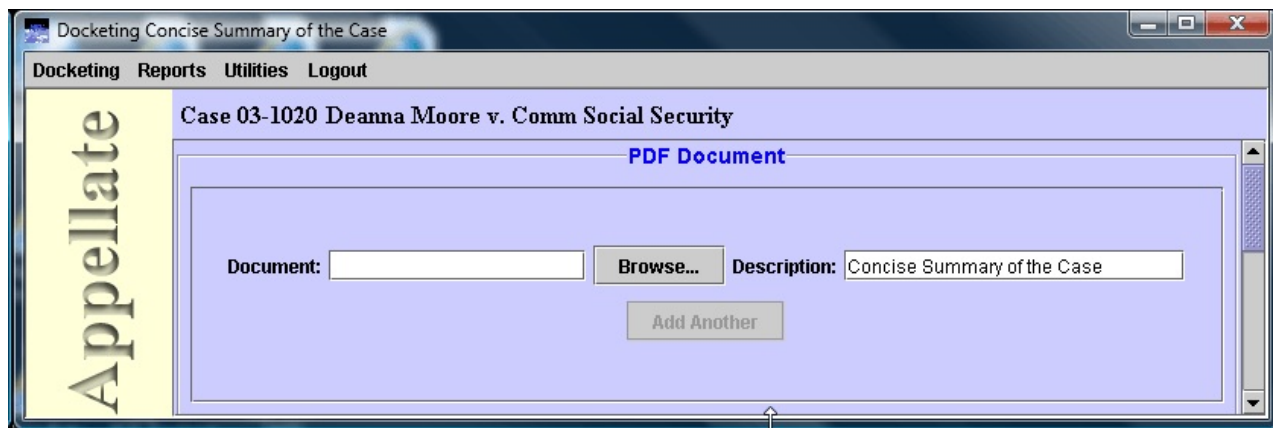 Docketing Concise Summary of the Case
Docketing Reports Utilities Logout
Appellate
Case 03-1020 Deanna Moore v. Comm Social Security
PDF Document
Document: Browse... Description: Concise Summary of the Case
Add Another